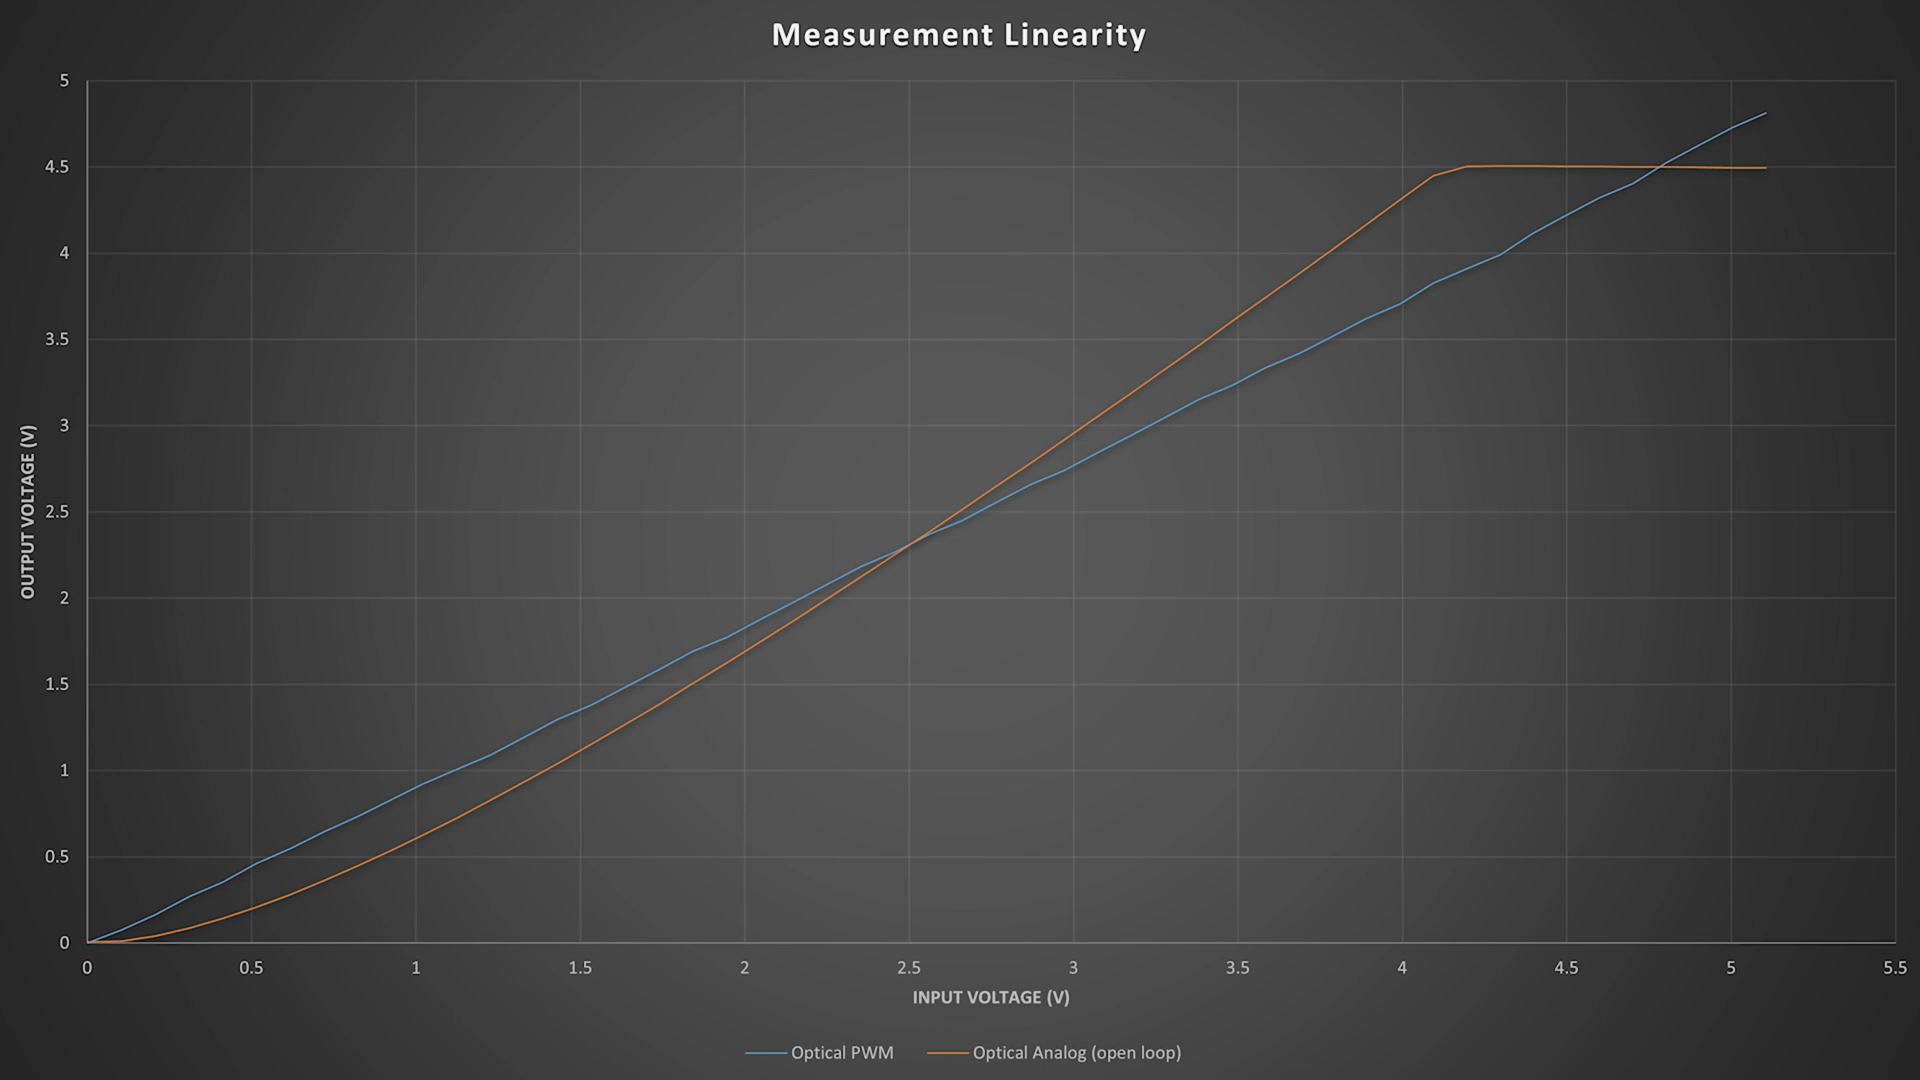 Measurement Linearity
5
4.5
4
3.5
3
2.5
2
1.5
1
0.5
0
OUTPUT VOLTAGE (V)
0 0.5 1 1.5 2 2.5 3 3.5 4 4.5 5 5.5
INPUT VOLTAGE (V)
Optical PWM Optical Analog (open loop)